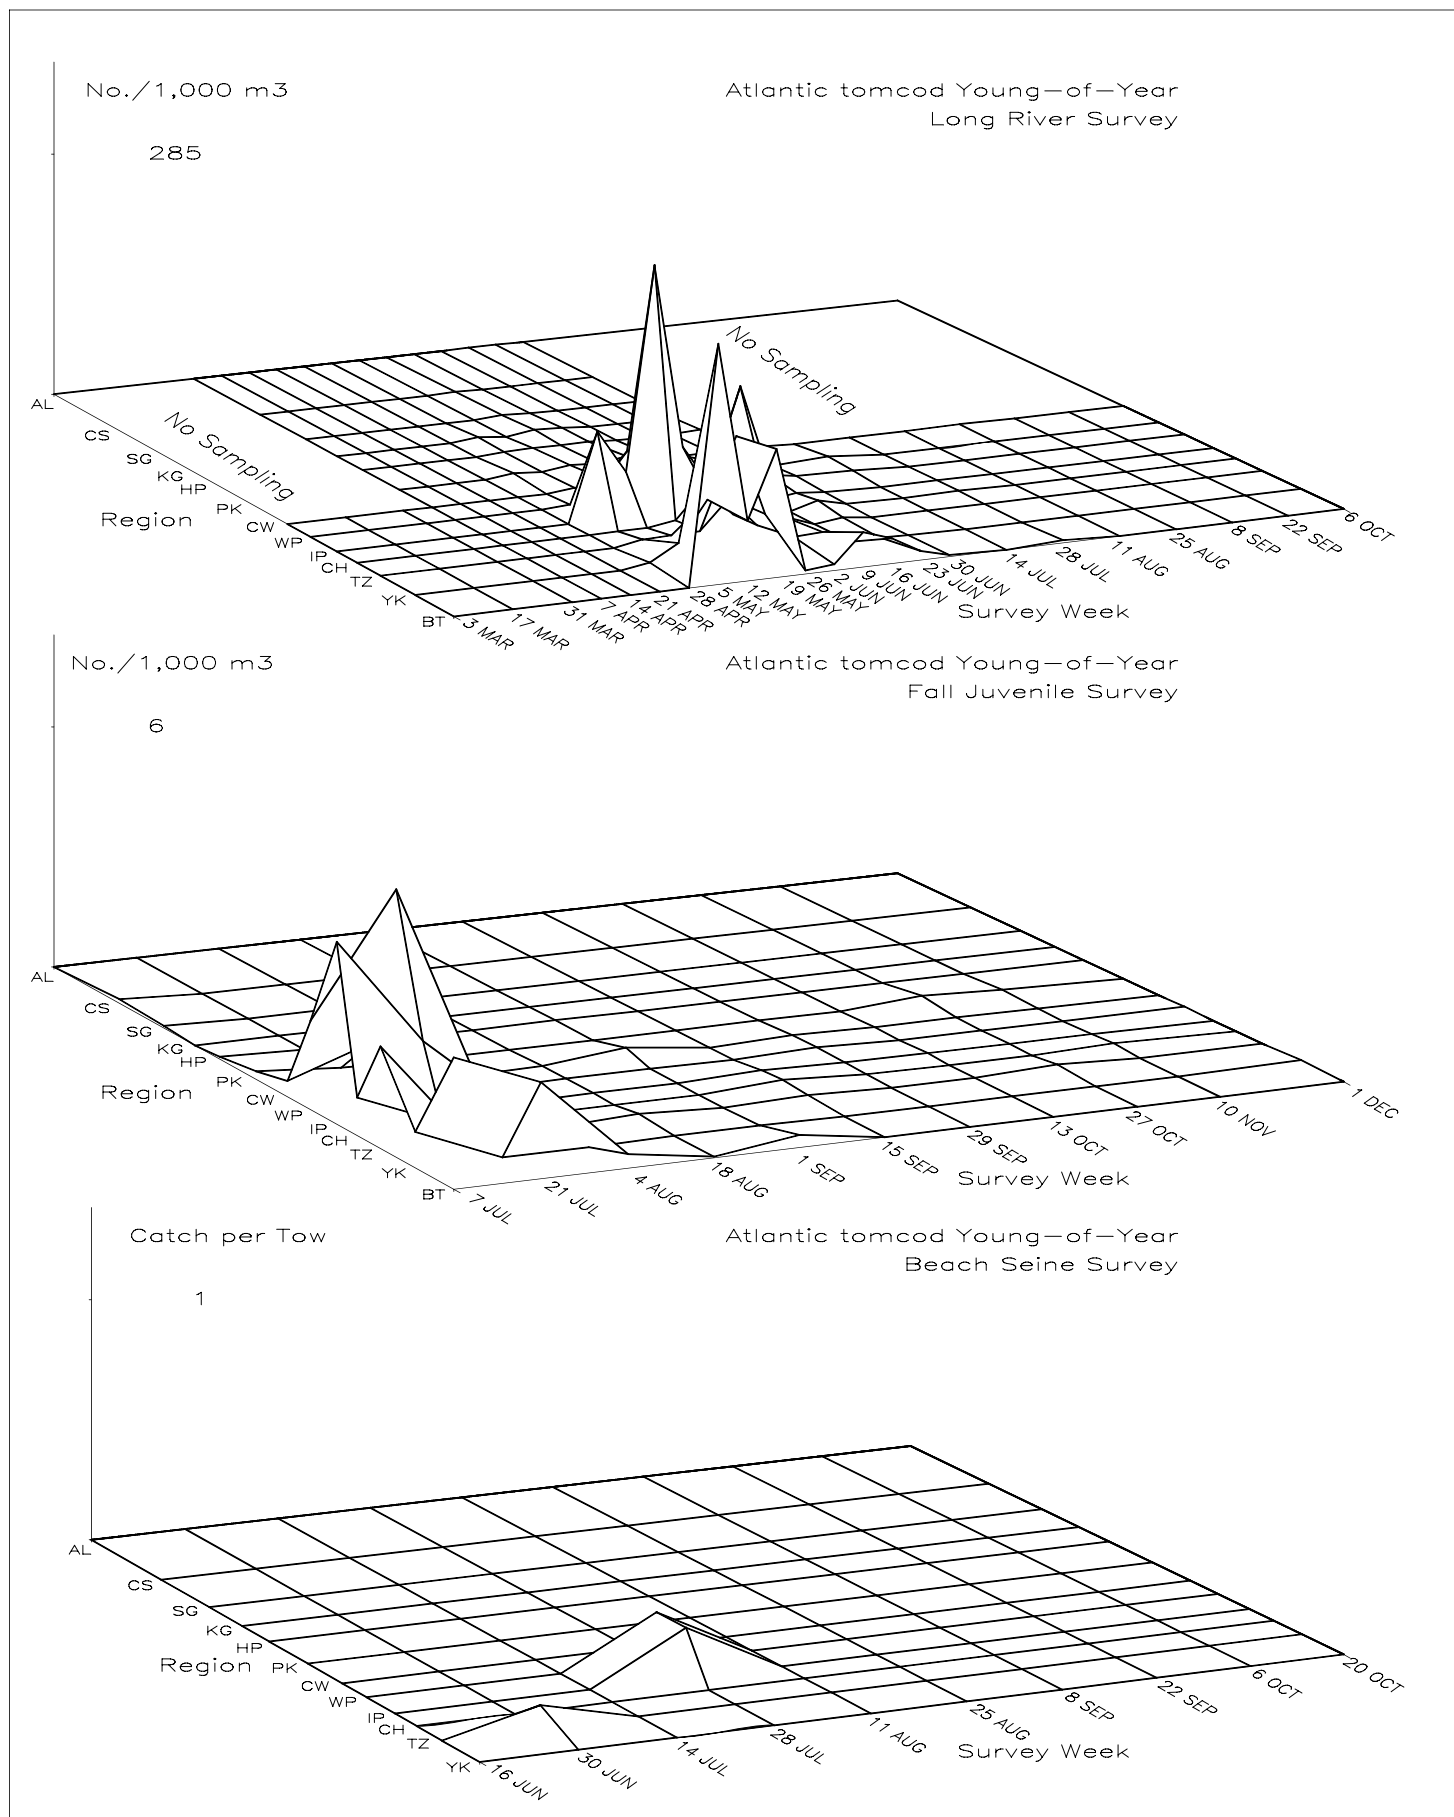 No./1,000 m3
Atlantic tomcod Young-of-Year
Long River Survey
285
No Sampling
No Sampling
AL
CS
SG
KG
HP
PK
CW
WP
IP
CH
TZ
YK
BT
Region
3 MAR
17 MAR
31 MAR
7 APR
14 APR
21 APR
28 APR
5 MAY
12 MAY
19 MAY
26 MAY
2 JUN
9 JUN
16 JUN
23 JUN
30 JUN
14 JUL
28 JUL
11 AUG
25 AUG
8 SEP
22 SEP
6 OCT
Survey Week
No./1,000 m3
Atlantic tomcod Young-of-Year
Fall Juvenile Survey
6
AL
CS
SG
KG
HP
PK
CW
WP
IP
CH
TZ
YK
BT
Region
7 JUL
21 JUL
4 AUG
18 AUG
1 SEP
15 SEP
29 SEP
13 OCT
27 OCT
10 NOV
1 DEC
Survey Week
Catch per Tow
Atlantic tomcod Young-of-Year
Beach Seine Survey
1
AL
CS
SG
KG
HP
PK
CW
WP
IP
CH
TZ
YK
Region
16 JUN
30 JUN
14 JUL
28 JUL
11 AUG
25 AUG
8 SEP
22 SEP
6 OCT
20 OCT
Survey Week